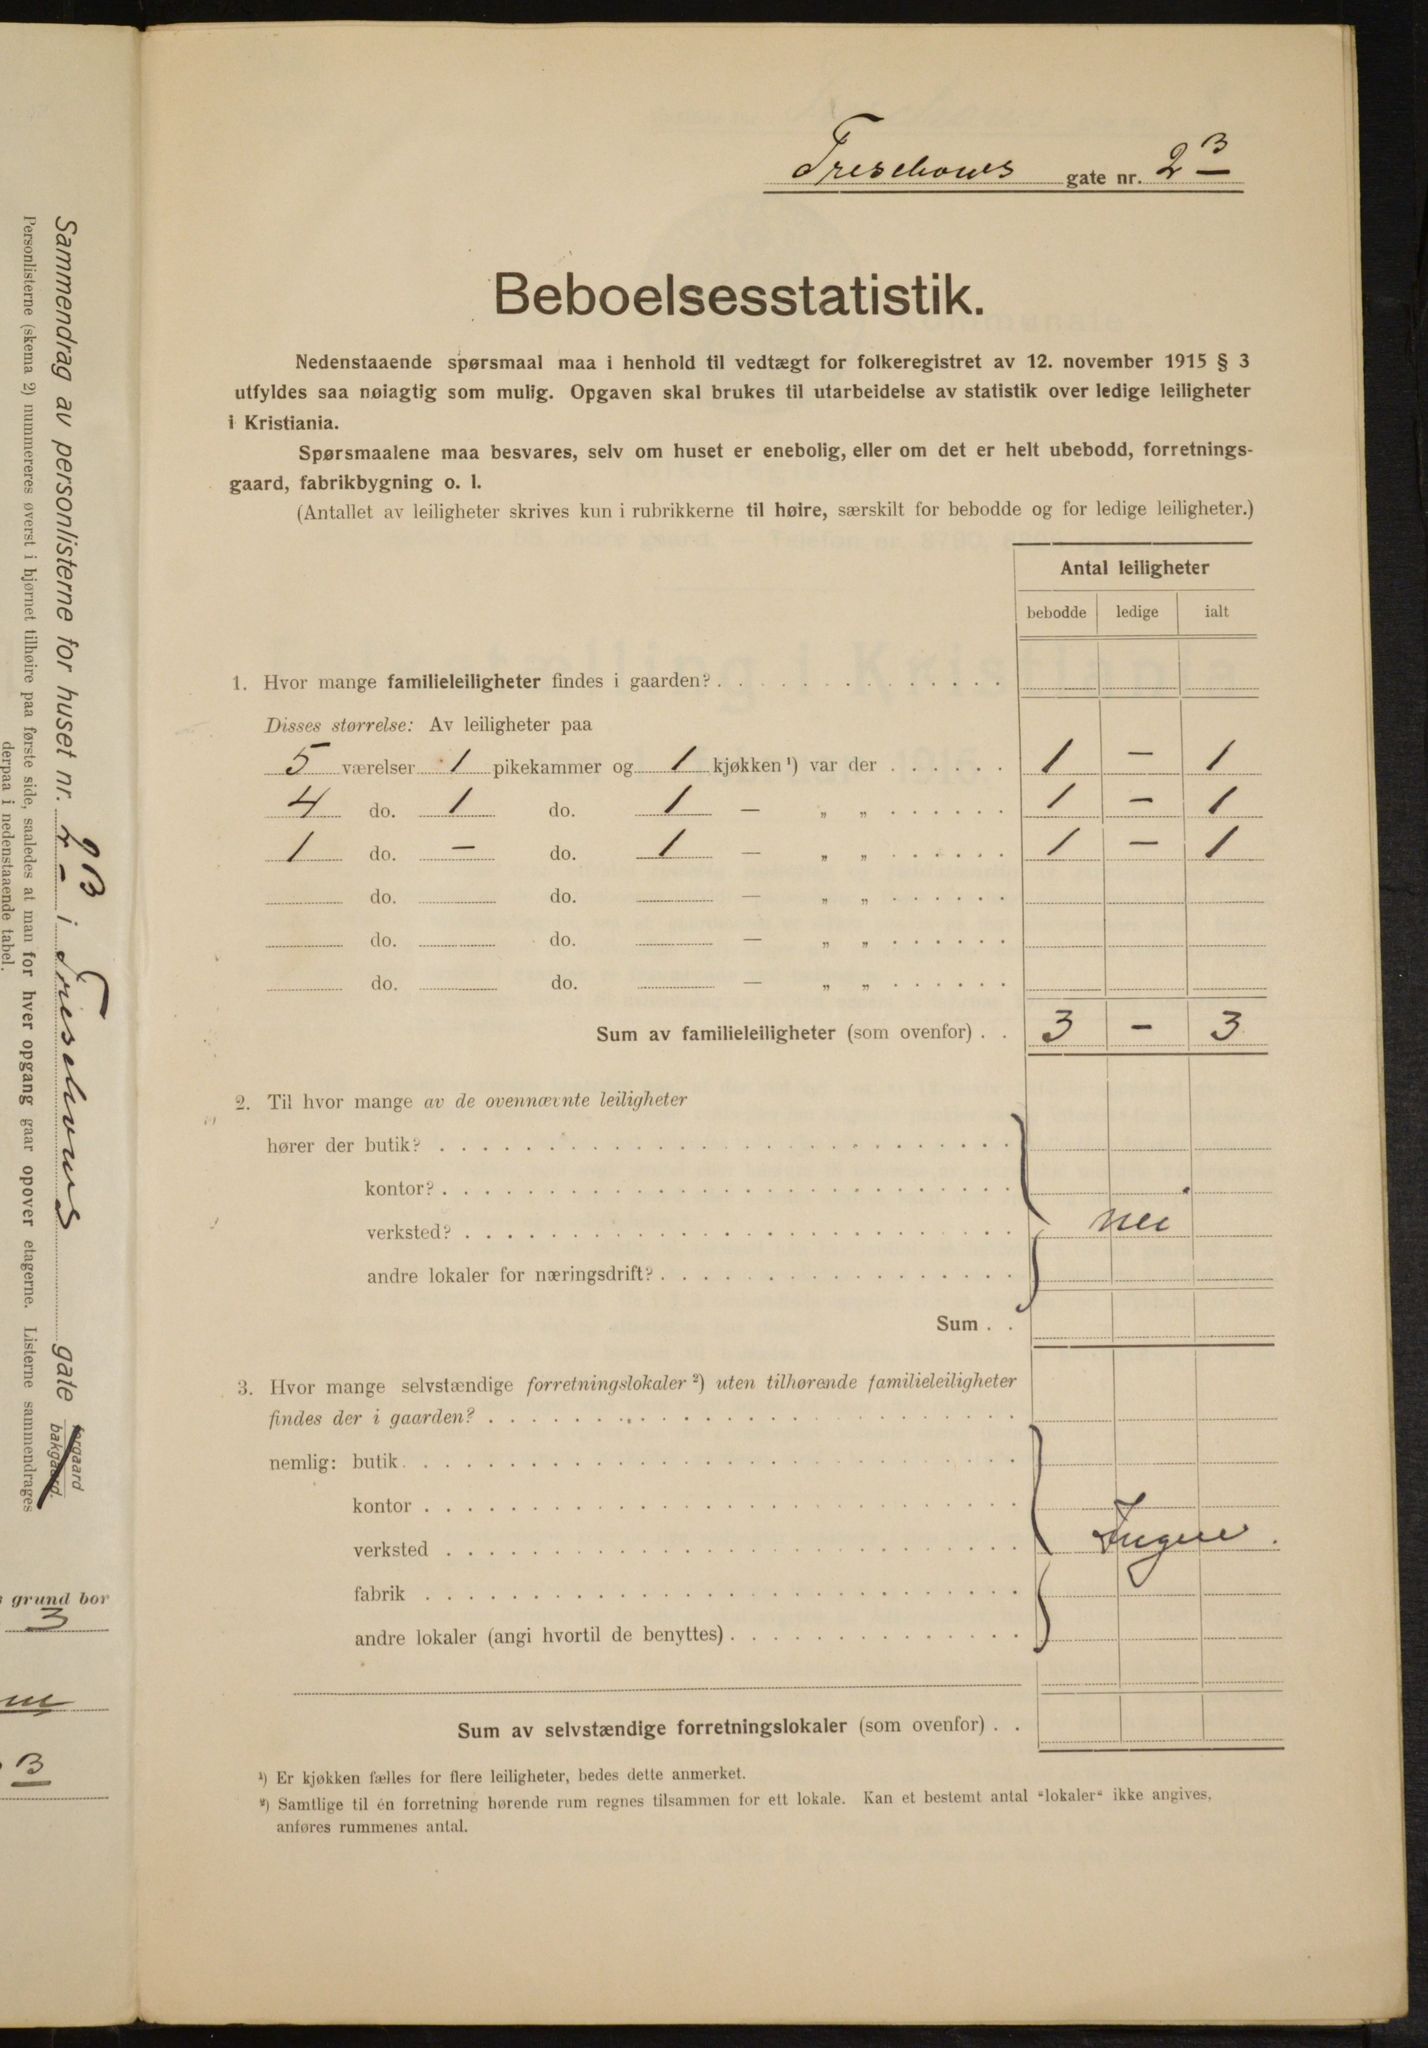 Treschows gate nr. 2 B
Beboelsesstatistik.
Nedenstaaende spørsmaal maa i henhold til vedtægt for folkeregistret av 12. november 1915 § 3
utfyldes saa nøiagtig som mulig. Opgaven skal brukes til utarbeidelse av statistik over ledige leiligheter
i Kristiania.
Spørsmaalene maa besvares, selv om huset er enebolig, eller om det er helt ubebodd, forretnings-
gaard, fabrikbygning o. l.
(Antallet av leiligheter skrives kun i rubrikkerne til høire, særskilt for bebodde og for ledige leiligheter.)
Antal leiligheter
bebodde ledige ialt
1. Hvor mange familieleiligheter findes i gaarden? . . . . . . . . . . . . . .
Disses størrelse: Av leiligheter paa
5 værelser 1 pikekammer og 1 kjøkken ¹) var der . . . . . . 1 — 1
4 do. 1 do. 1 — „ „ . . . . . . 1 — 1
1 do. — do. 1 — „ „ . . . . . . 1 — 1
do. do. — „ „ . . . . . .
do. do. — „ „ . . . . . .
do. do. — „ „ . . . . . .
Sum av familieleiligheter (som ovenfor) . . 3 — 3
2. Til hvor mange av de ovennævnte leiligheter
hører der butik? . . . . . . . . . . . . . . . . . . . .
kontor? . . . . . . . . . . . . . . . . . . . .
verksted? . . . . . . . . . . . . . . . . . . . nei
andre lokaler for næringsdrift? . . . . . . . . . . . .
Sum . .
3. Hvor mange selvstændige forretningslokaler ²) uten tilhørende familieleiligheter
findes der i gaarden? . . . . . . . . . . . . . . . . . .
nemlig: butik . . . . . . . . . . . . . . . . . . . .
kontor . . . . . . . . . . . . . . . . . . . .
verksted . . . . . . . . . . . . . . . . . . . Ingen.
fabrik . . . . . . . . . . . . . . . . . . . .
andre lokaler (angi hvortil de benyttes) . . . . . . . . . .
Sum av selvstændige forretningslokaler (som ovenfor) . .
¹) Er kjøkken fælles for flere leiligheter, bedes dette anmerket.
²) Samtlige til én forretning hørende rum regnes tilsammen for ett lokale. Kan et bestemt antal "lokaler" ikke angives,
anføres rummenes antal.
Sammendrag av personlisterne for huset nr. 2 B i Treschows gate forgaard bakgaard.
Personlisterne (skema 2) nummereres øverst i hjørnet tilhøire paa første side, saaledes at man for hver opgang gaar opover etagerne. Listerne sammendrages
derpaa i nedenstaaende tabel.
grund bor
3
B